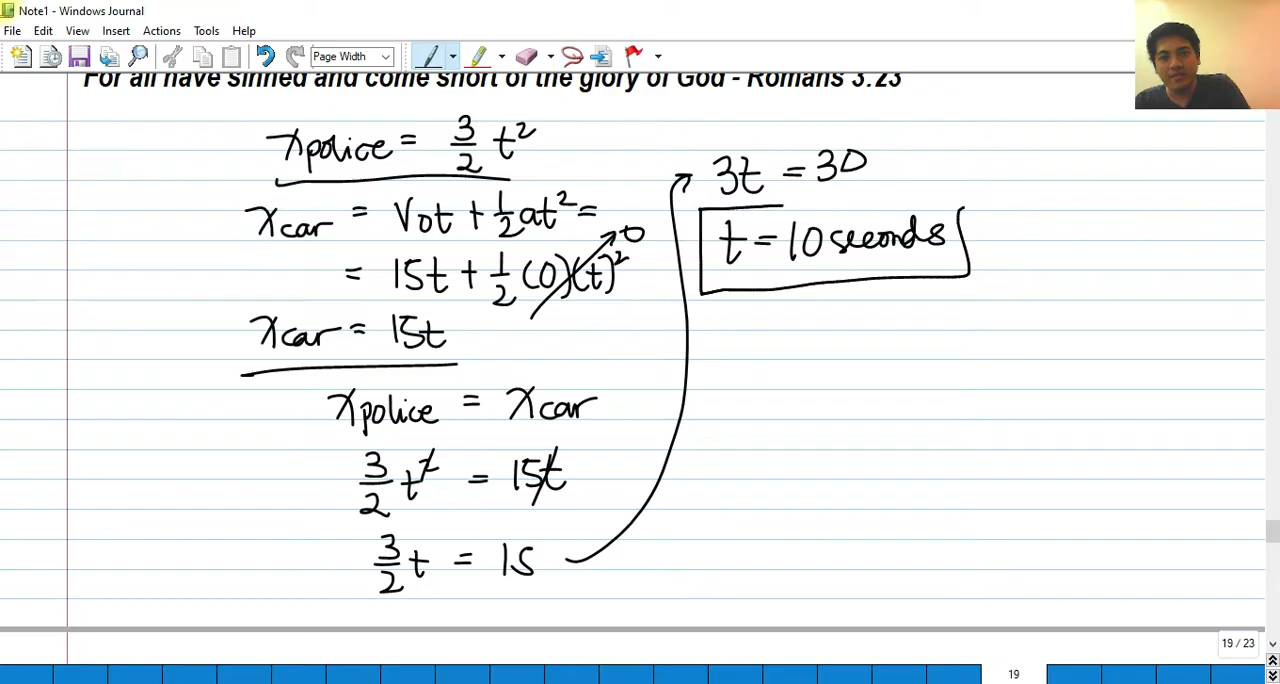 Note1 - Windows Journal
File Edit View Insert Actions Tools Help
Page Width
For all have sinned and come short of the glory of God - Romans 3:23
xpolice = 3/2 t²
xcar = V0t + 1/2 at² =
= 15t + 1/2 (0)(t)² 0
xcar = 15t
xpolice = xcar
3/2 t² = 15t
3/2 t = 15
3t = 30
t = 10 seconds
19 / 23
19